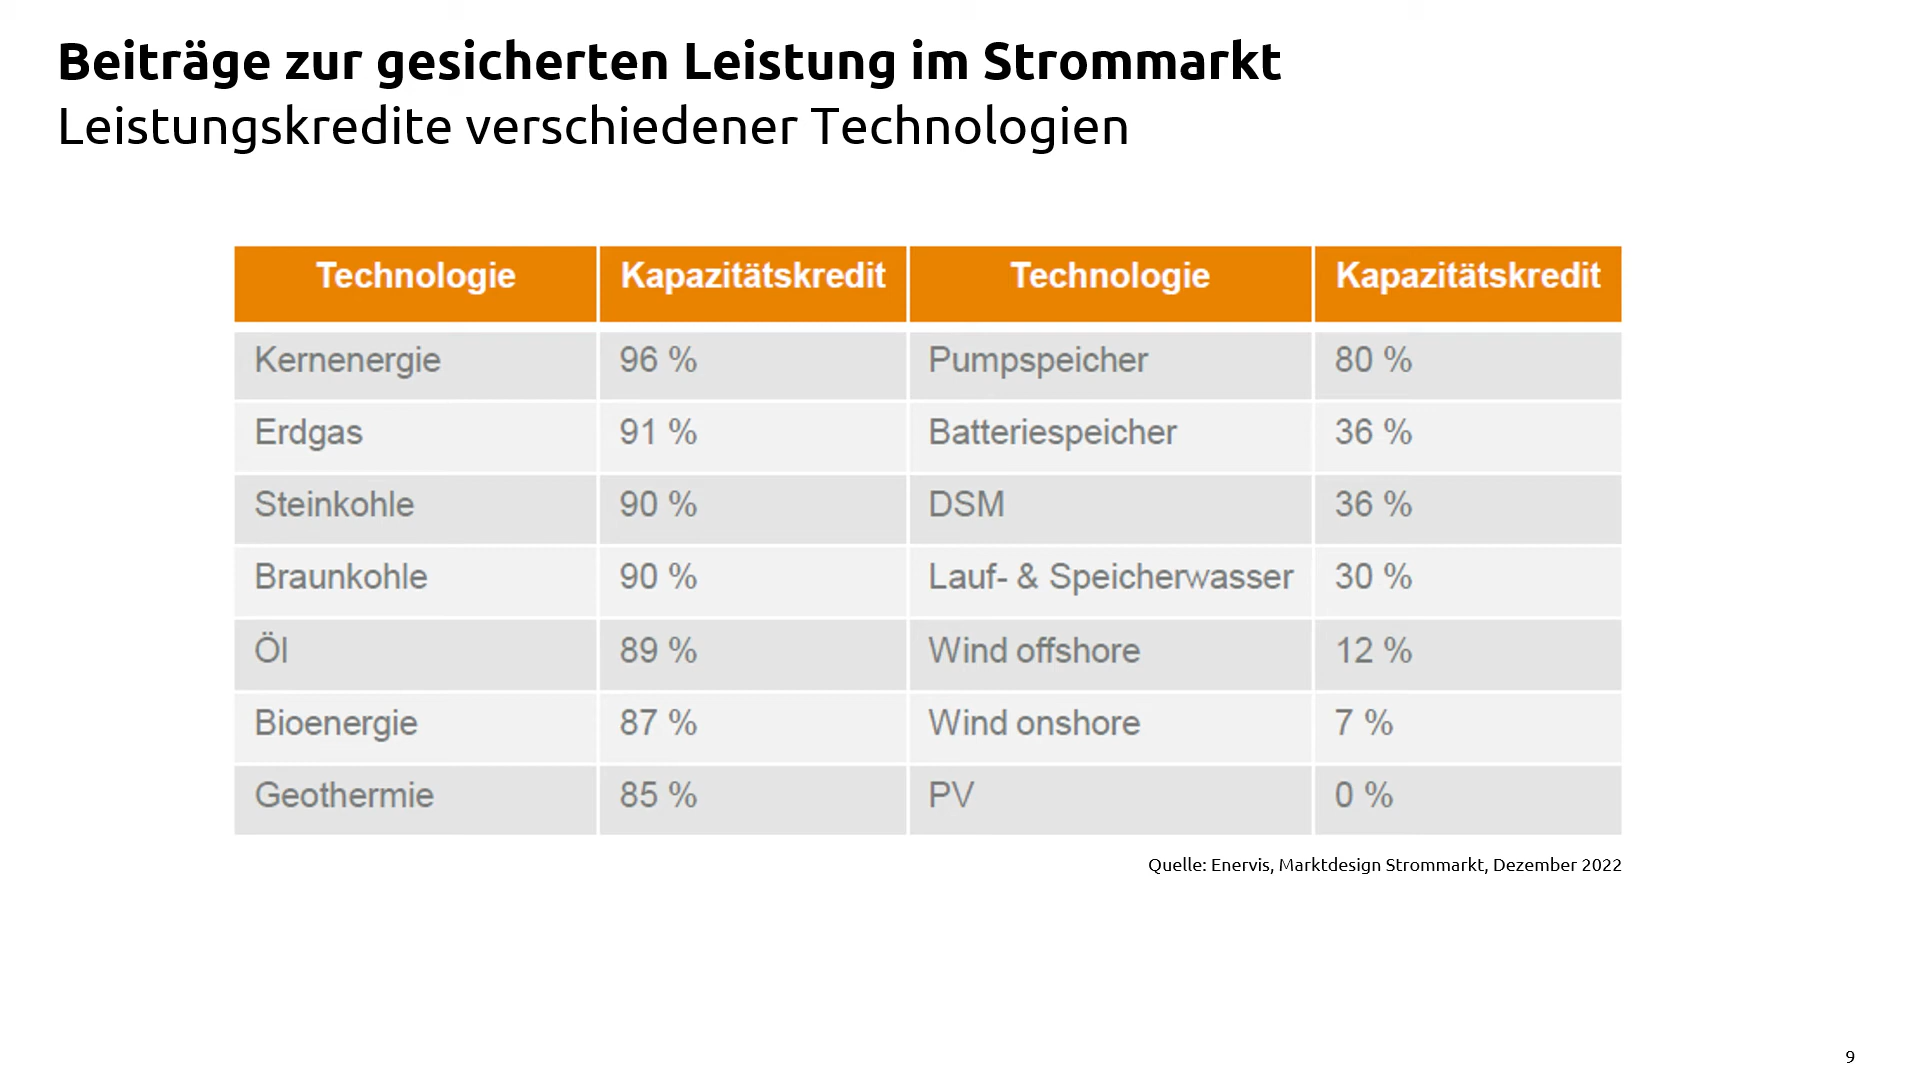 Beiträge zur gesicherten Leistung im Strommarkt
Leistungskredite verschiedener Technologien
Technologie Kapazitätskredit Technologie Kapazitätskredit
Kernenergie 96 % Pumpspeicher 80 %
Erdgas 91 % Batteriespeicher 36 %
Steinkohle 90 % DSM 36 %
Braunkohle 90 % Lauf- & Speicherwasser 30 %
Öl 89 % Wind offshore 12 %
Bioenergie 87 % Wind onshore 7 %
Geothermie 85 % PV 0 %
Quelle: Enervis, Marktdesign Strommarkt, Dezember 2022
9